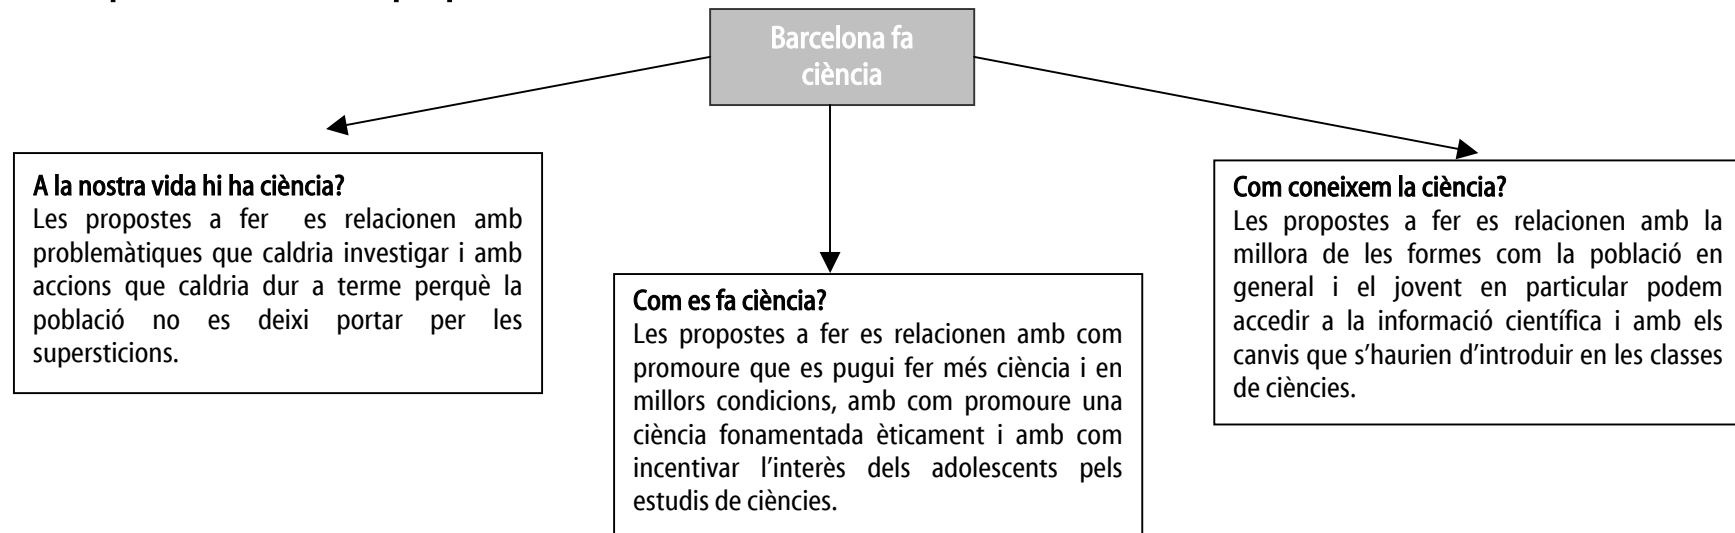 Barcelona fa
ciència
A la nostra vida hi ha ciència?
Les propostes a fer es relacionen amb
problemàtiques que caldria investigar i amb
accions que caldria dur a terme perquè la
població no es deixi portar per les
supersticions.
Com es fa ciència?
Les propostes a fer es relacionen amb com
promoure que es pugui fer més ciència i en
millors condicions, amb com promoure una
ciència fonamentada èticament i amb com
incentivar l’interès dels adolescents pels
estudis de ciències.
Com coneixem la ciència?
Les propostes a fer es relacionen amb la
millora de les formes com la població en
general i el jovent en particular podem
accedir a la informació científica i amb els
canvis que s’haurien d’introduir en les classes
de ciències.